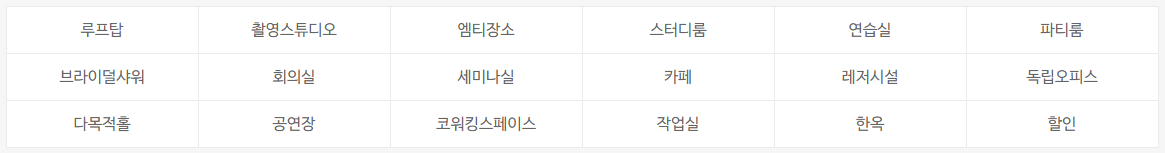 루프탑 촬영스튜디오 엠티장소 스터디룸 연습실 파티룸
브라이덜샤워 회의실 세미나실 카페 레저시설 독립오피스
다목적홀 공연장 코워킹스페이스 작업실 한옥 할인